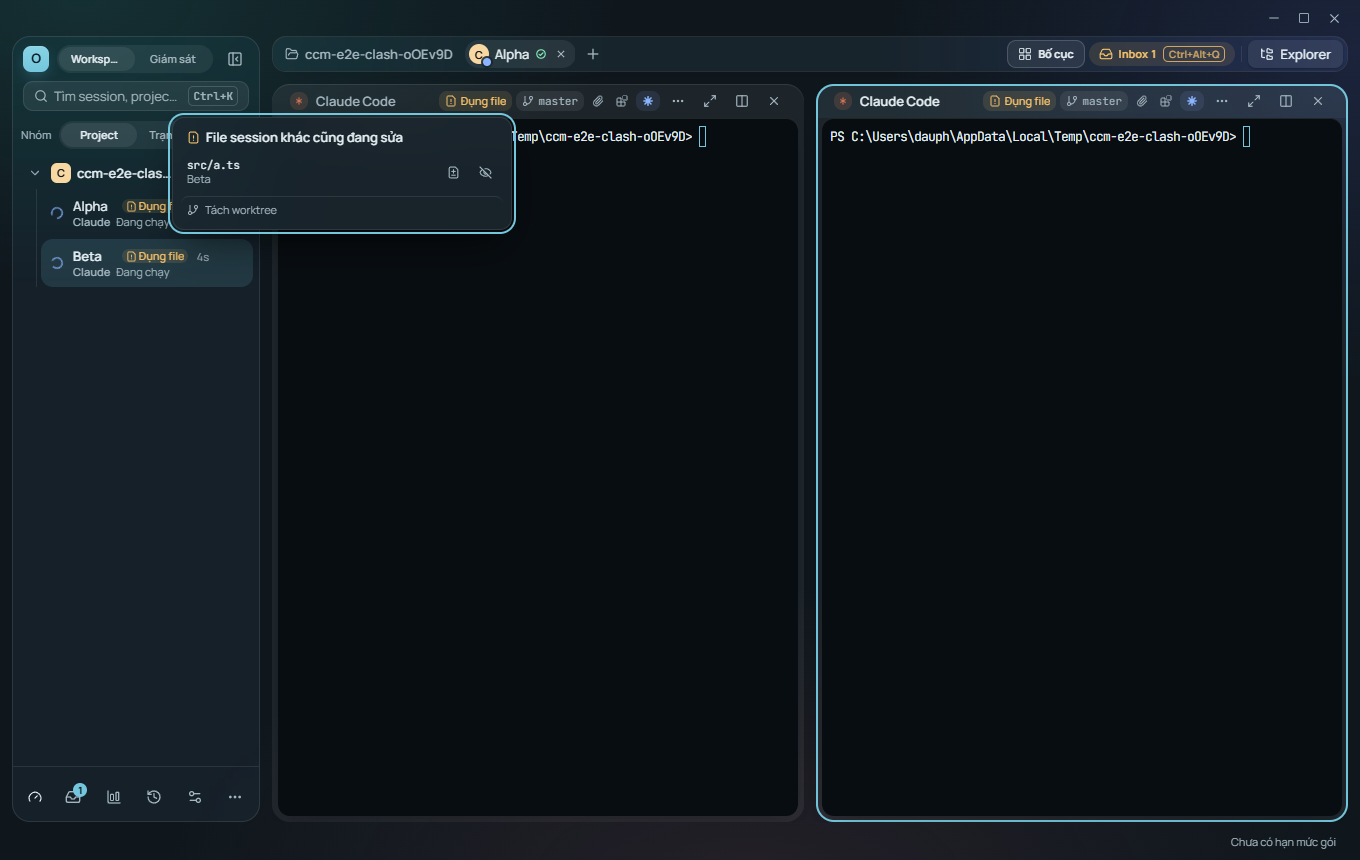 O Worksp... Giám sát
Tìm session, projec... Ctrl+K
Nhóm Project Trạn
C ccm-e2e-clas...
Alpha Đụng f
Claude Đang chạy
Beta Đụng file 4s
Claude Đang chạy
1
ccm-e2e-clash-oOEv9D C Alpha
Bố cục Inbox 1 Ctrl+Alt+Q Explorer
Claude Code Đụng file master
Temp\ccm-e2e-clash-oOEv9D>
File session khác cũng đang sửa
src/a.ts
Beta
Tách worktree
Claude Code Đụng file master
PS C:\Users\dauph\AppData\Local\Temp\ccm-e2e-clash-oOEv9D>
Chưa có hạn mức gói